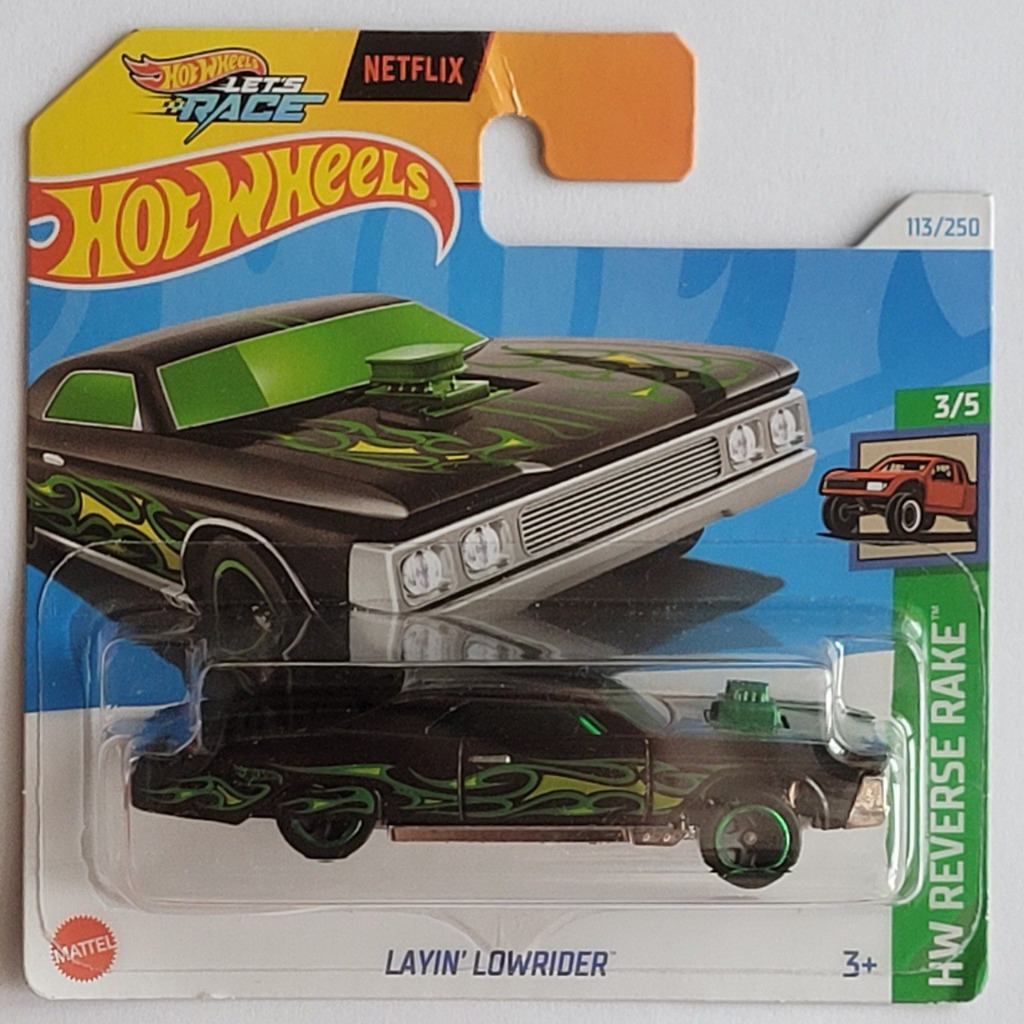 HOT WHEELS
LET'S
RACE
NETFLIX
HOT WHEELS
113/250
3/5
HW REVERSE RAKE™
MATTEL
LAYIN' LOWRIDER™
3+